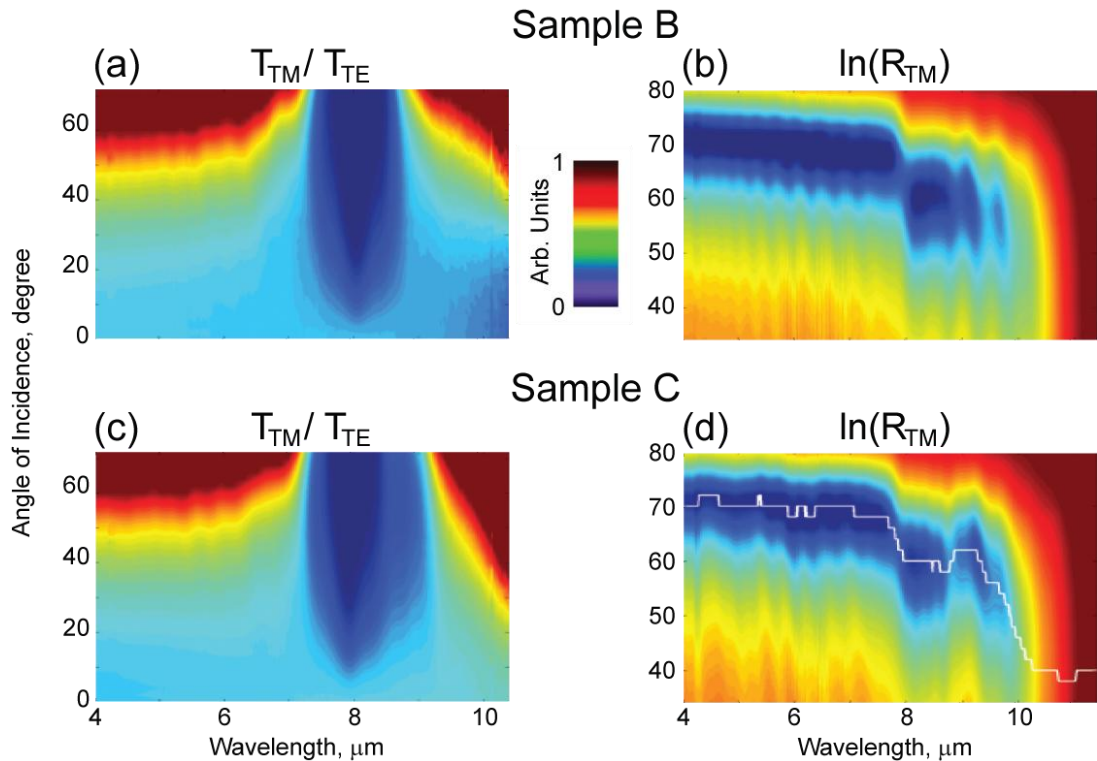 Sample B
(a) T_TM / T_TE
(b) ln(R_TM)
60
40
20
0
1
Arb. Units
0
80
70
60
50
40
Angle of Incidence, degree
Sample C
(c) T_TM / T_TE
(d) ln(R_TM)
60
40
20
0
80
70
60
50
40
4 6 8 10
4 6 8 10
Wavelength, μm
Wavelength, μm